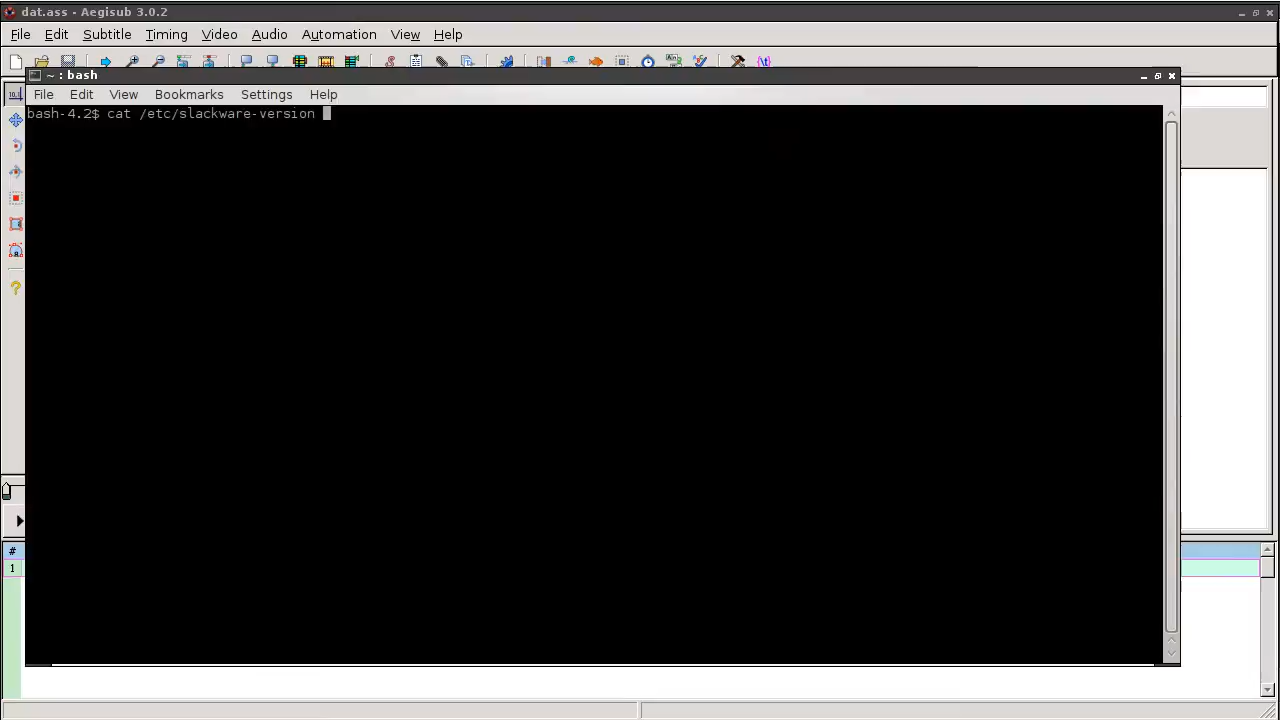 dat.ass - Aegisub 3.0.2
File Edit Subtitle Timing Video Audio Automation View Help
~ : bash
File Edit View Bookmarks Settings Help
bash-4.2$ cat /etc/slackware-version
#
1